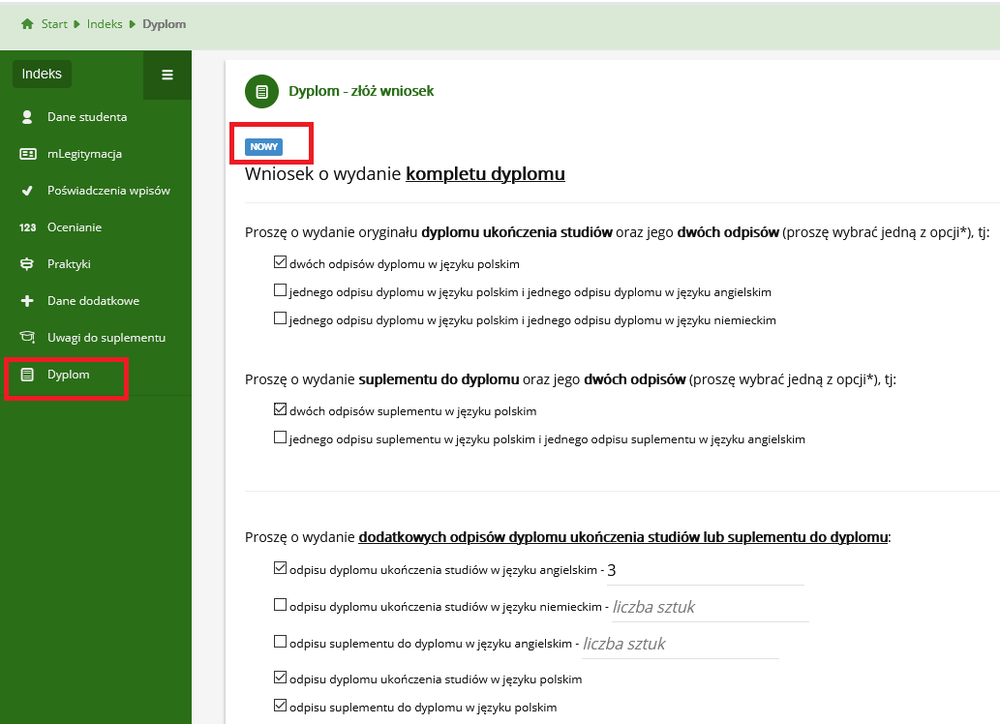 Start Indeks Dyplom
Indeks
Dane studenta
mLegitymacja
Poświadczenia wpisów
123 Ocenianie
Praktyki
Dane dodatkowe
Uwagi do suplementu
Dyplom
Dyplom - złóż wniosek
NOWY
Wniosek o wydanie kompletu dyplomu
Proszę o wydanie oryginału dyplomu ukończenia studiów oraz jego dwóch odpisów (proszę wybrać jedną z opcji*), tj:
dwóch odpisów dyplomu w języku polskim
jednego odpisu dyplomu w języku polskim i jednego odpisu dyplomu w języku angielskim
jednego odpisu dyplomu w języku polskim i jednego odpisu dyplomu w języku niemieckim
Proszę o wydanie suplementu do dyplomu oraz jego dwóch odpisów (proszę wybrać jedną z opcji*), tj:
dwóch odpisów suplementu w języku polskim
jednego odpisu suplementu w języku polskim i jednego odpisu suplementu w języku angielskim
Proszę o wydanie dodatkowych odpisów dyplomu ukończenia studiów lub suplementu do dyplomu:
odpisu dyplomu ukończenia studiów w języku angielskim - 3
odpisu dyplomu ukończenia studiów w języku niemieckim - liczba sztuk
odpisu suplementu do dyplomu w języku angielskim - liczba sztuk
odpisu dyplomu ukończenia studiów w języku polskim
odpisu suplementu do dyplomu w języku polskim